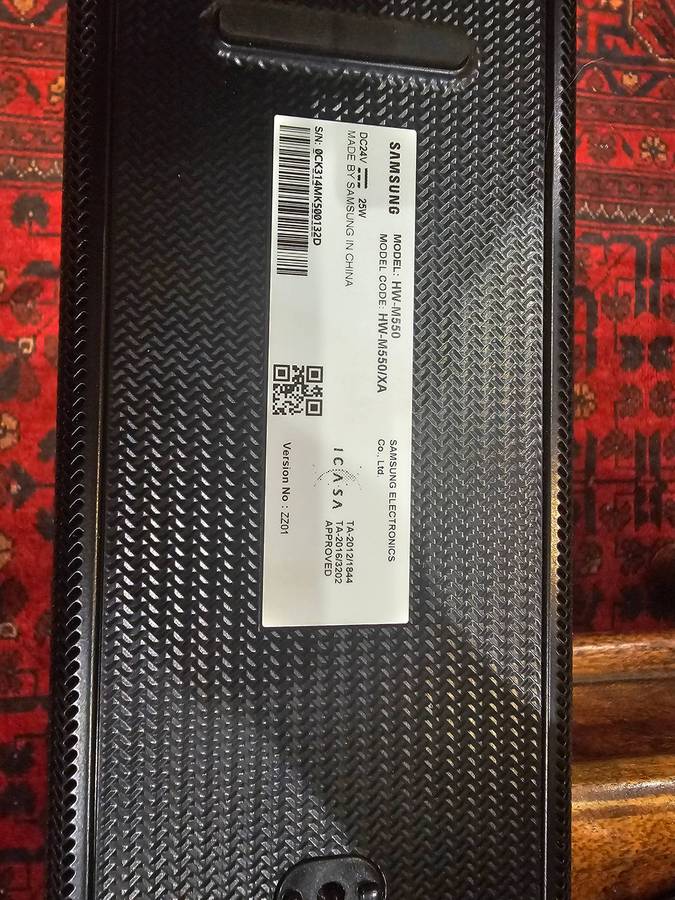 SAMSUNG
MODEL: HW-M550
MODEL CODE: HW-M550/XA
DC24V 25W
MADE BY SAMSUNG IN CHINA
S/N: 0CK314MK500132D
SAMSUNG ELECTRONICS
Co., Ltd
I C A S A
TA-2012/1844
TA-2016/3202
APPROVED
Version No : ZZ01